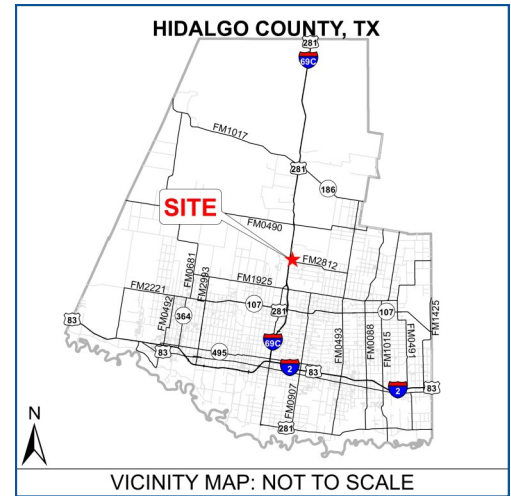 HIDALGO COUNTY, TX
281
69C
FM1017
281
186
SITE
FM0490
FM2812
FM0681
FM2993
FM1925
FM2221
FM0492
107
107
FM1425
364
281
83
69C
FM0493
FM0088
FM1015
FM0491
495
83
2
83
2
83
FM0907
281
N
VICINITY MAP: NOT TO SCALE